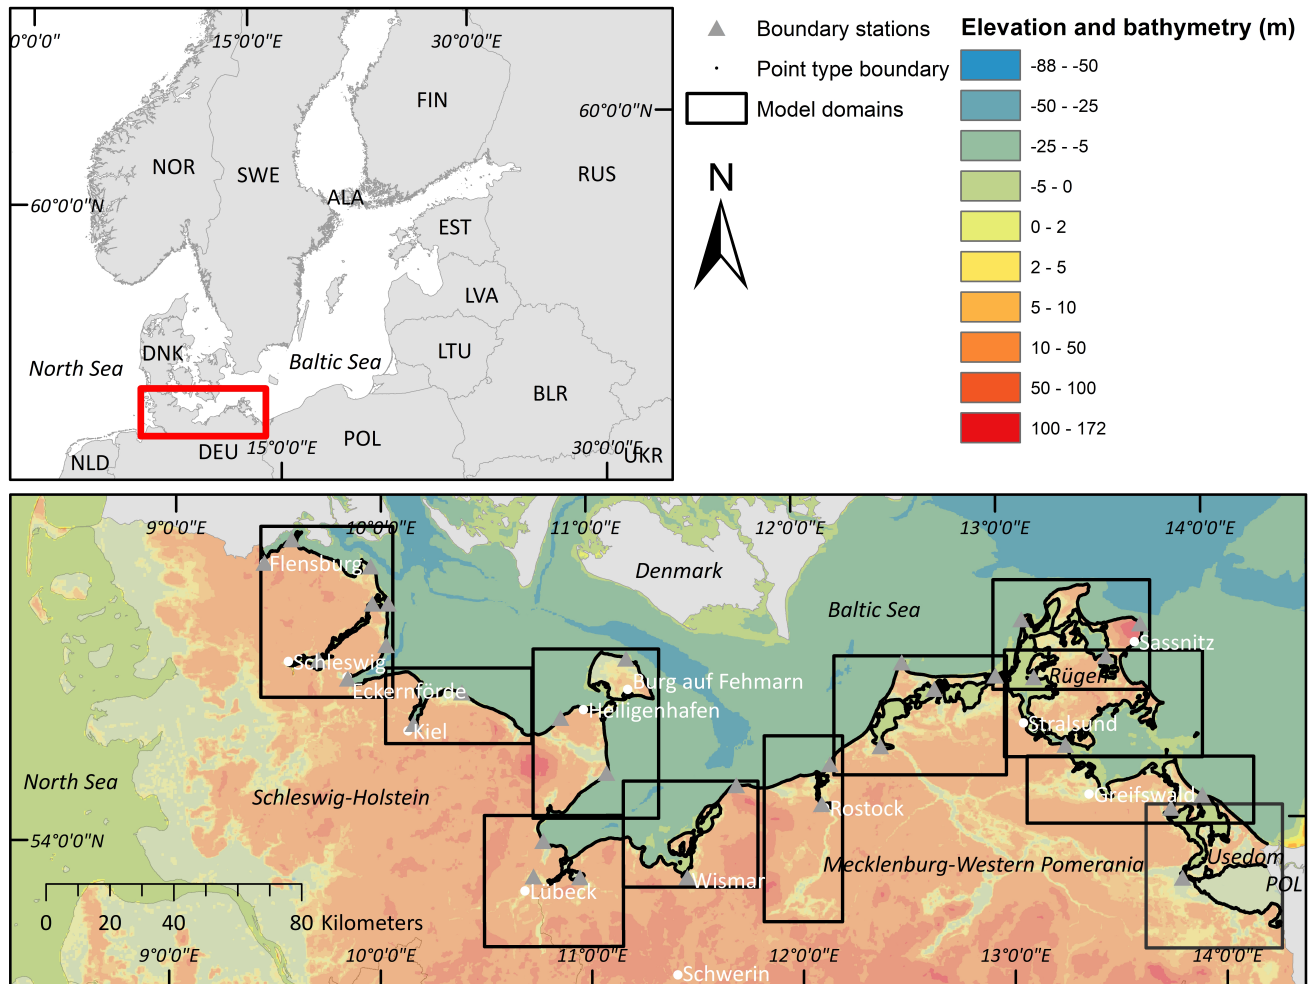 0°0'0"
15°0'0"E
30°0'0"E
FIN
60°0'0"N
NOR
SWE
RUS
ALA
60°0'0"N
EST
LVA
DNK
LTU
North Sea
Baltic Sea
BLR
POL
15°0'0"E
30°0'0"E
DEU
UKR
NLD
Boundary stations
Point type boundary
Model domains
N
Elevation and bathymetry (m)
-88 - -50
-50 - -25
-25 - -5
-5 - 0
0 - 2
2 - 5
5 - 10
10 - 50
50 - 100
100 - 172
9°0'0"E
10°0'0"E
11°0'0"E
12°0'0"E
13°0'0"E
14°0'0"E
Flensburg
Denmark
Baltic Sea
Sassnitz
Schleswig
Rügen
Eckernförde
Burg auf Fehmarn
Heiligenhafen
Kiel
Stralsund
North Sea
Schleswig-Holstein
Greifswald
Rostock
54°0'0"N
Mecklenburg-Western Pomerania
Usedom
Wismar
POL
Lübeck
0 20 40 80 Kilometers
9°0'0"E
10°0'0"E
11°0'0"E
12°0'0"E
13°0'0"E
14°0'0"E
Schwerin